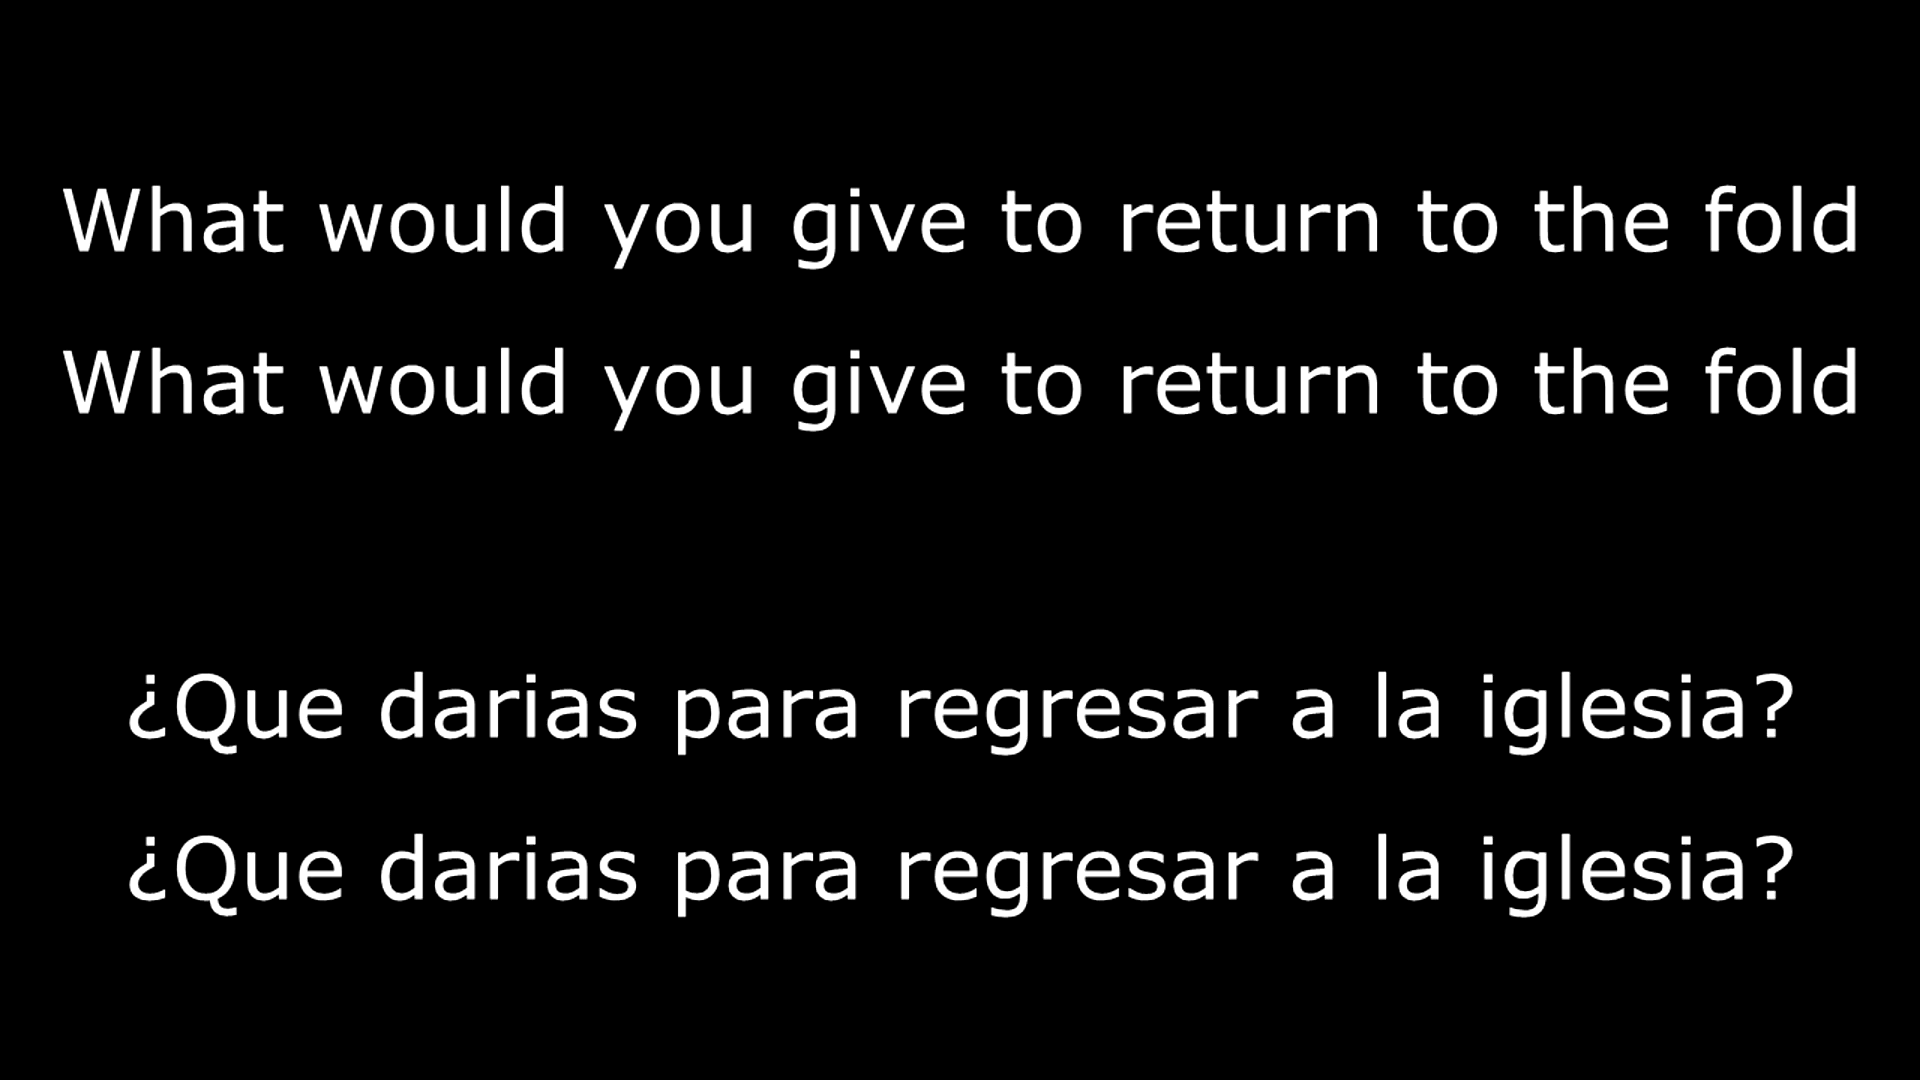 What would you give to return to the fold
What would you give to return to the fold
¿Que darias para regresar a la iglesia?
¿Que darias para regresar a la iglesia?